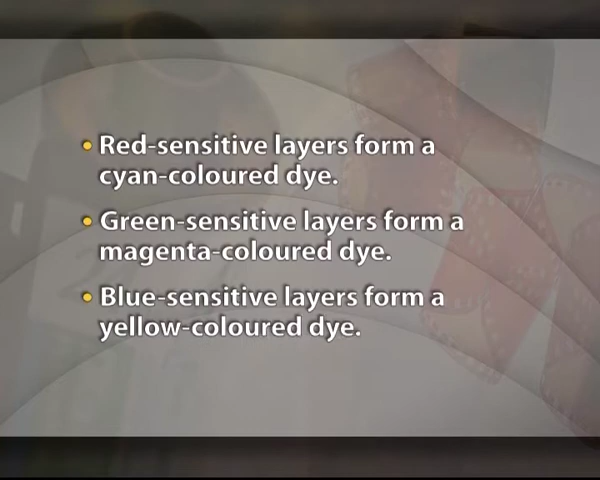 • Red-sensitive layers form a
cyan-coloured dye.
• Green-sensitive layers form a
magenta-coloured dye.
• Blue-sensitive layers form a
yellow-coloured dye.